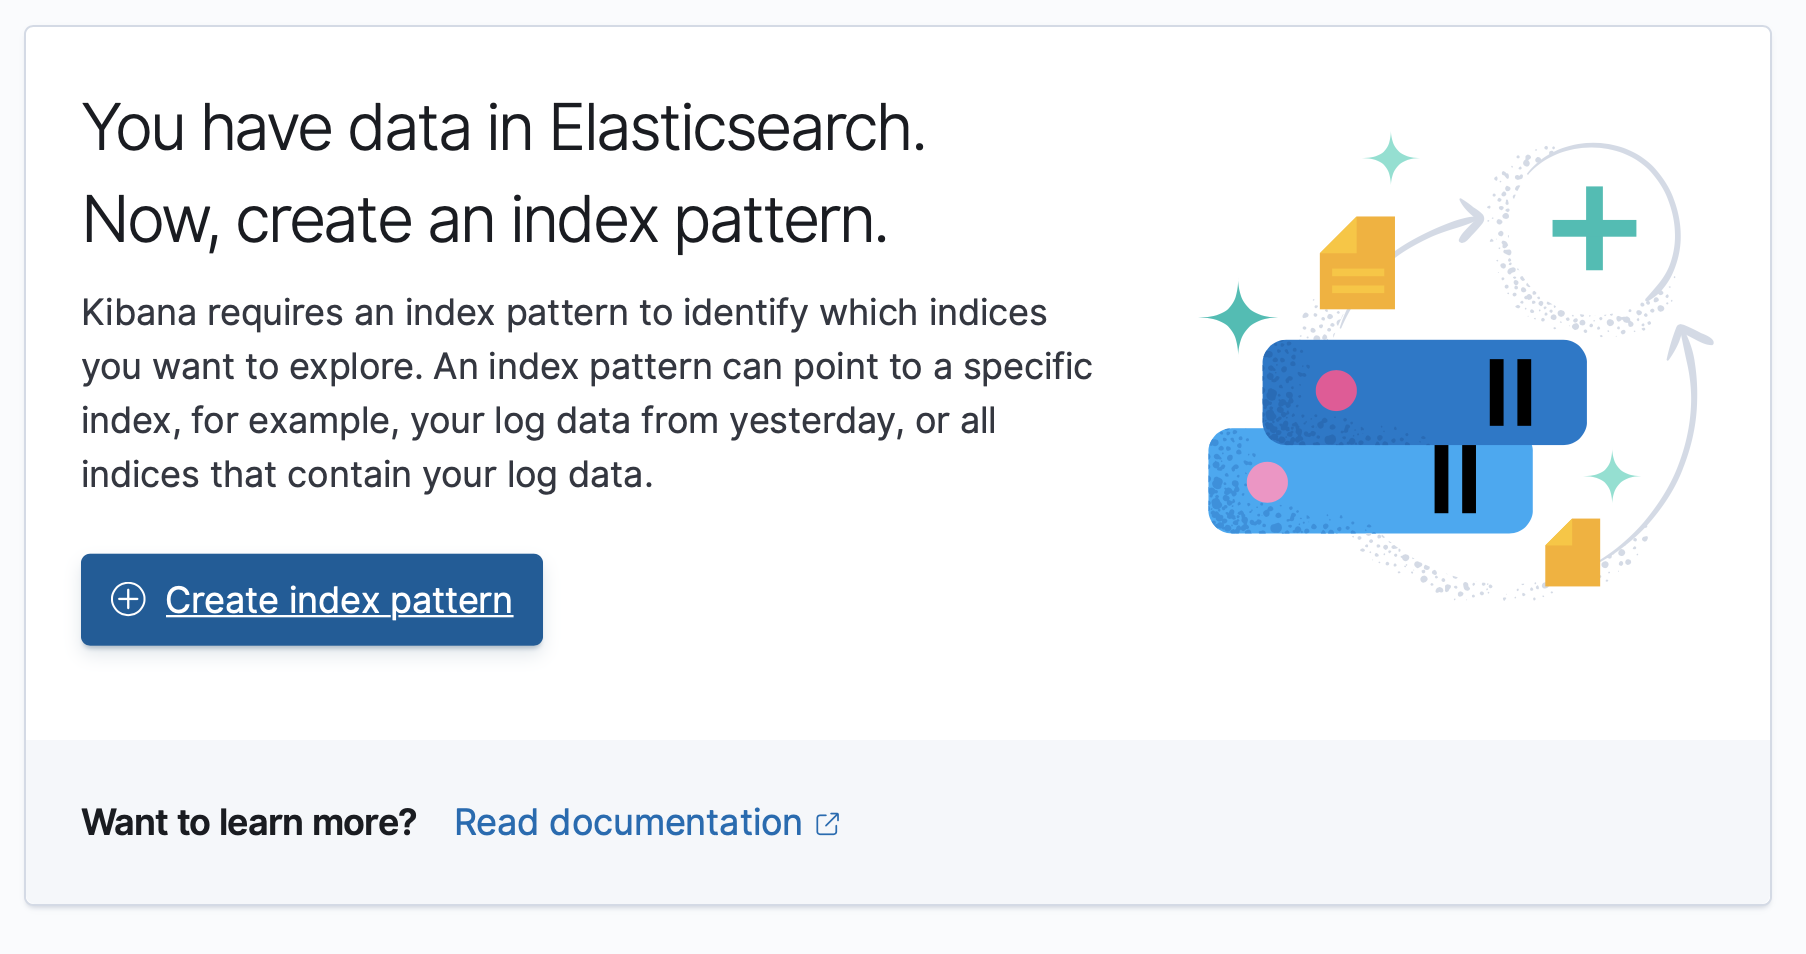 You have data in Elasticsearch.
Now, create an index pattern.
Kibana requires an index pattern to identify which indices
you want to explore. An index pattern can point to a specific
index, for example, your log data from yesterday, or all
indices that contain your log data.
Create index pattern
Want to learn more? Read documentation